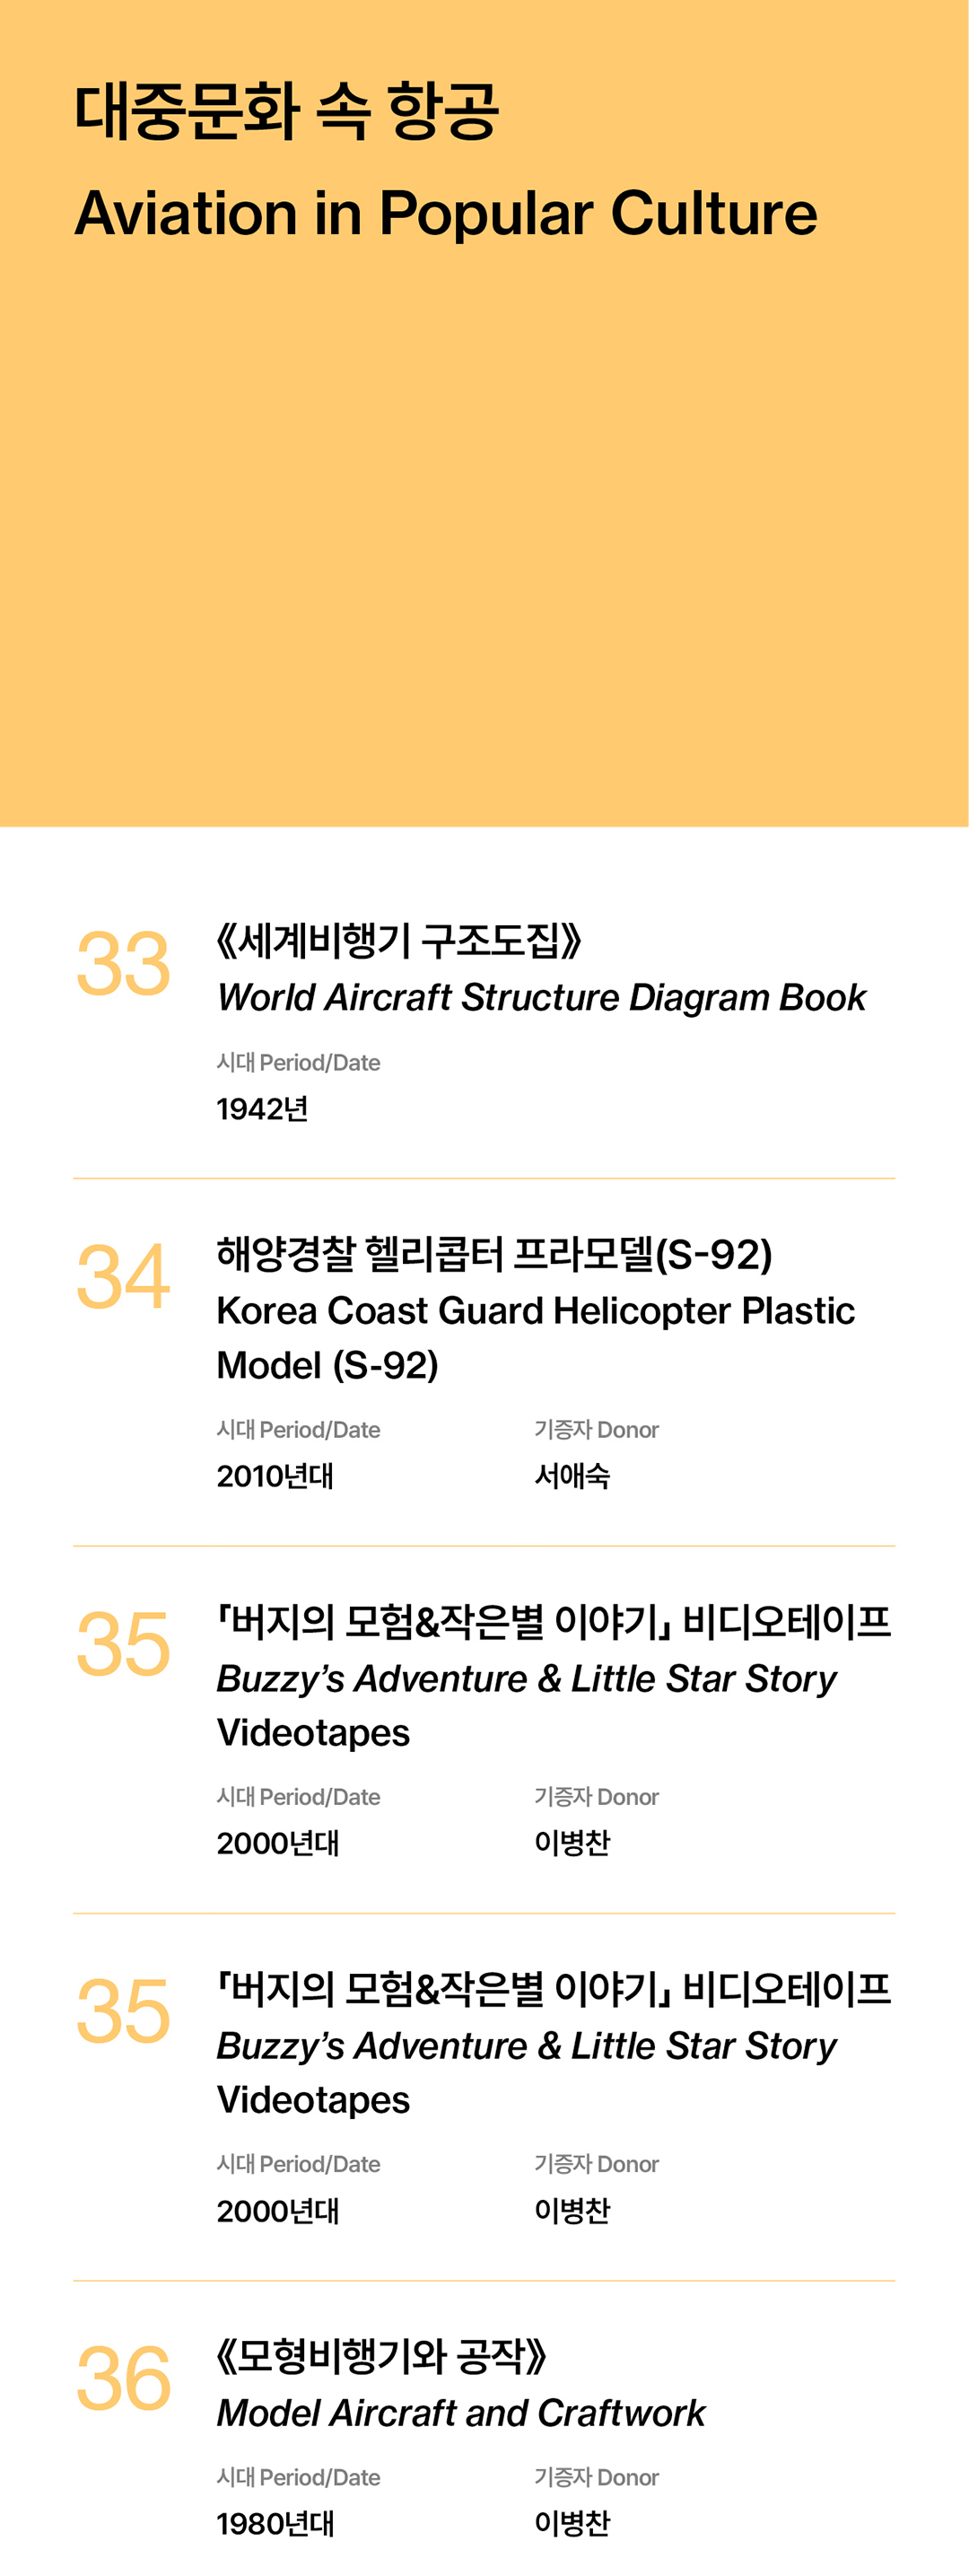 대중문화 속 항공
Aviation in Popular Culture
33
《세계비행기 구조도집》
World Aircraft Structure Diagram Book
시대 Period/Date
1942년
34
해양경찰 헬리콥터 프라모델(S-92)
Korea Coast Guard Helicopter Plastic
Model (S-92)
시대 Period/Date 기증자 Donor
2010년대 서애숙
35
「버지의 모험&작은별 이야기」 비디오테이프
Buzzy’s Adventure & Little Star Story
Videotapes
시대 Period/Date 기증자 Donor
2000년대 이병찬
35
「버지의 모험&작은별 이야기」 비디오테이프
Buzzy’s Adventure & Little Star Story
Videotapes
시대 Period/Date 기증자 Donor
2000년대 이병찬
36
《모형비행기와 공작》
Model Aircraft and Craftwork
시대 Period/Date 기증자 Donor
1980년대 이병찬